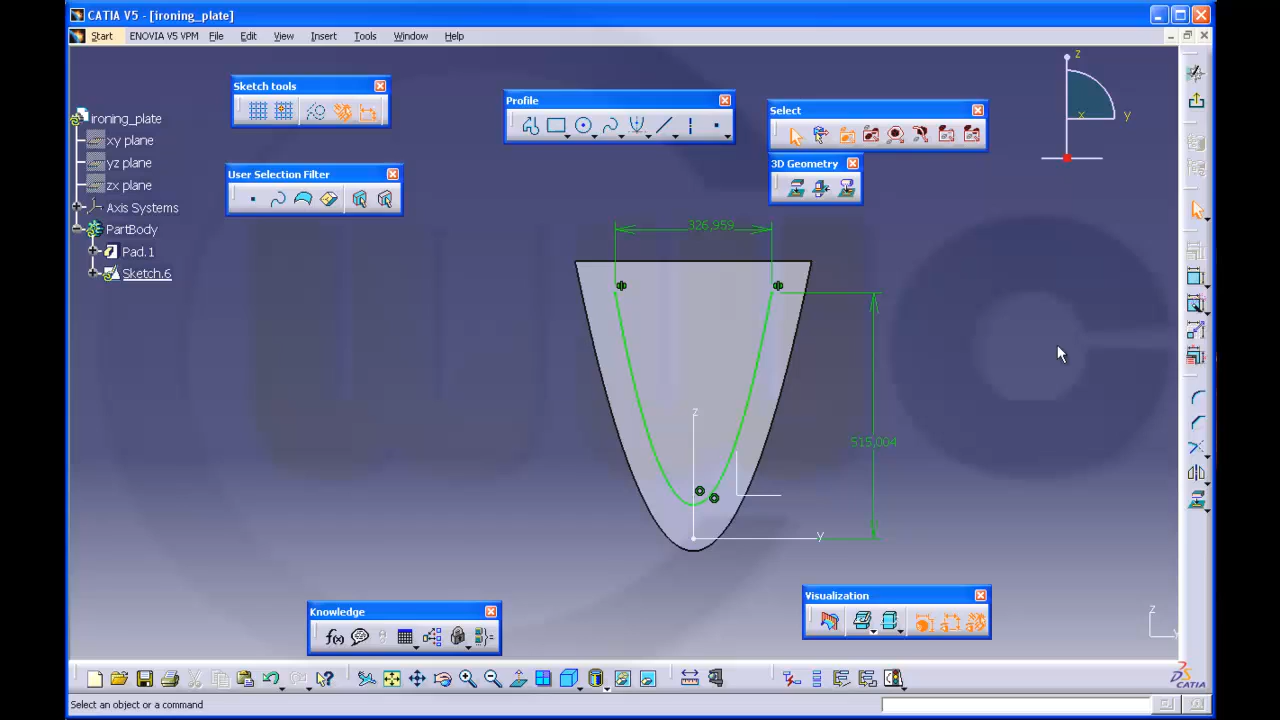 CATIA V5 - [ironing_plate]
Start ENOVIA V5 VPM File Edit View Insert Tools Window Help
Sketch tools
Profile
Select
User Selection Filter
3D Geometry
ironing_plate
xy plane
yz plane
zx plane
Axis Systems
PartBody
Pad.1
Sketch.6
z
x
y
326,959
z
515,004
y
Knowledge
f(x)
Visualization
z
y
DS
CATIA
Select an object or a command